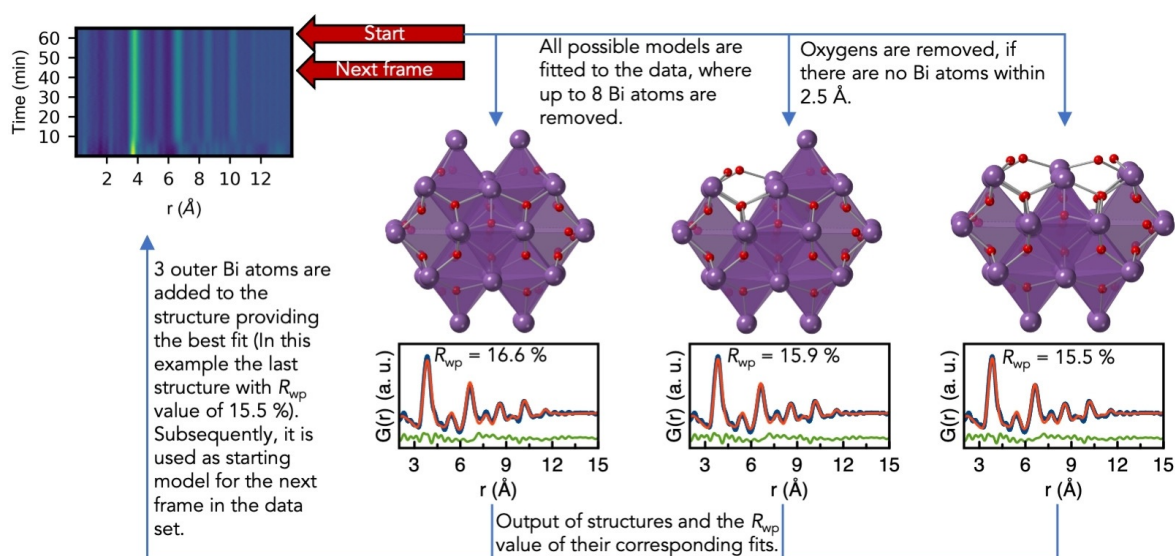 60
50
40
30
20
10
Time (min)
2 4 6 8 10 12
r (Å)
Start
Next frame
All possible models are
fitted to the data, where
up to 8 Bi atoms are
removed.
Oxygens are removed, if
there are no Bi atoms within
2.5 Å.
3 outer Bi atoms are
added to the
structure providing
the best fit (In this
example the last
structure with Rwp
value of 15.5 %).
Subsequently, it is
used as starting
model for the next
frame in the data
set.
Rwp = 16.6 %
G(r) (a. u.)
3 6 9 12 15
r (Å)
Rwp = 15.9 %
G(r) (a. u.)
3 6 9 12 15
r (Å)
Rwp = 15.5 %
G(r) (a. u.)
3 6 9 12 15
r (Å)
Output of structures and the Rwp
value of their corresponding fits.